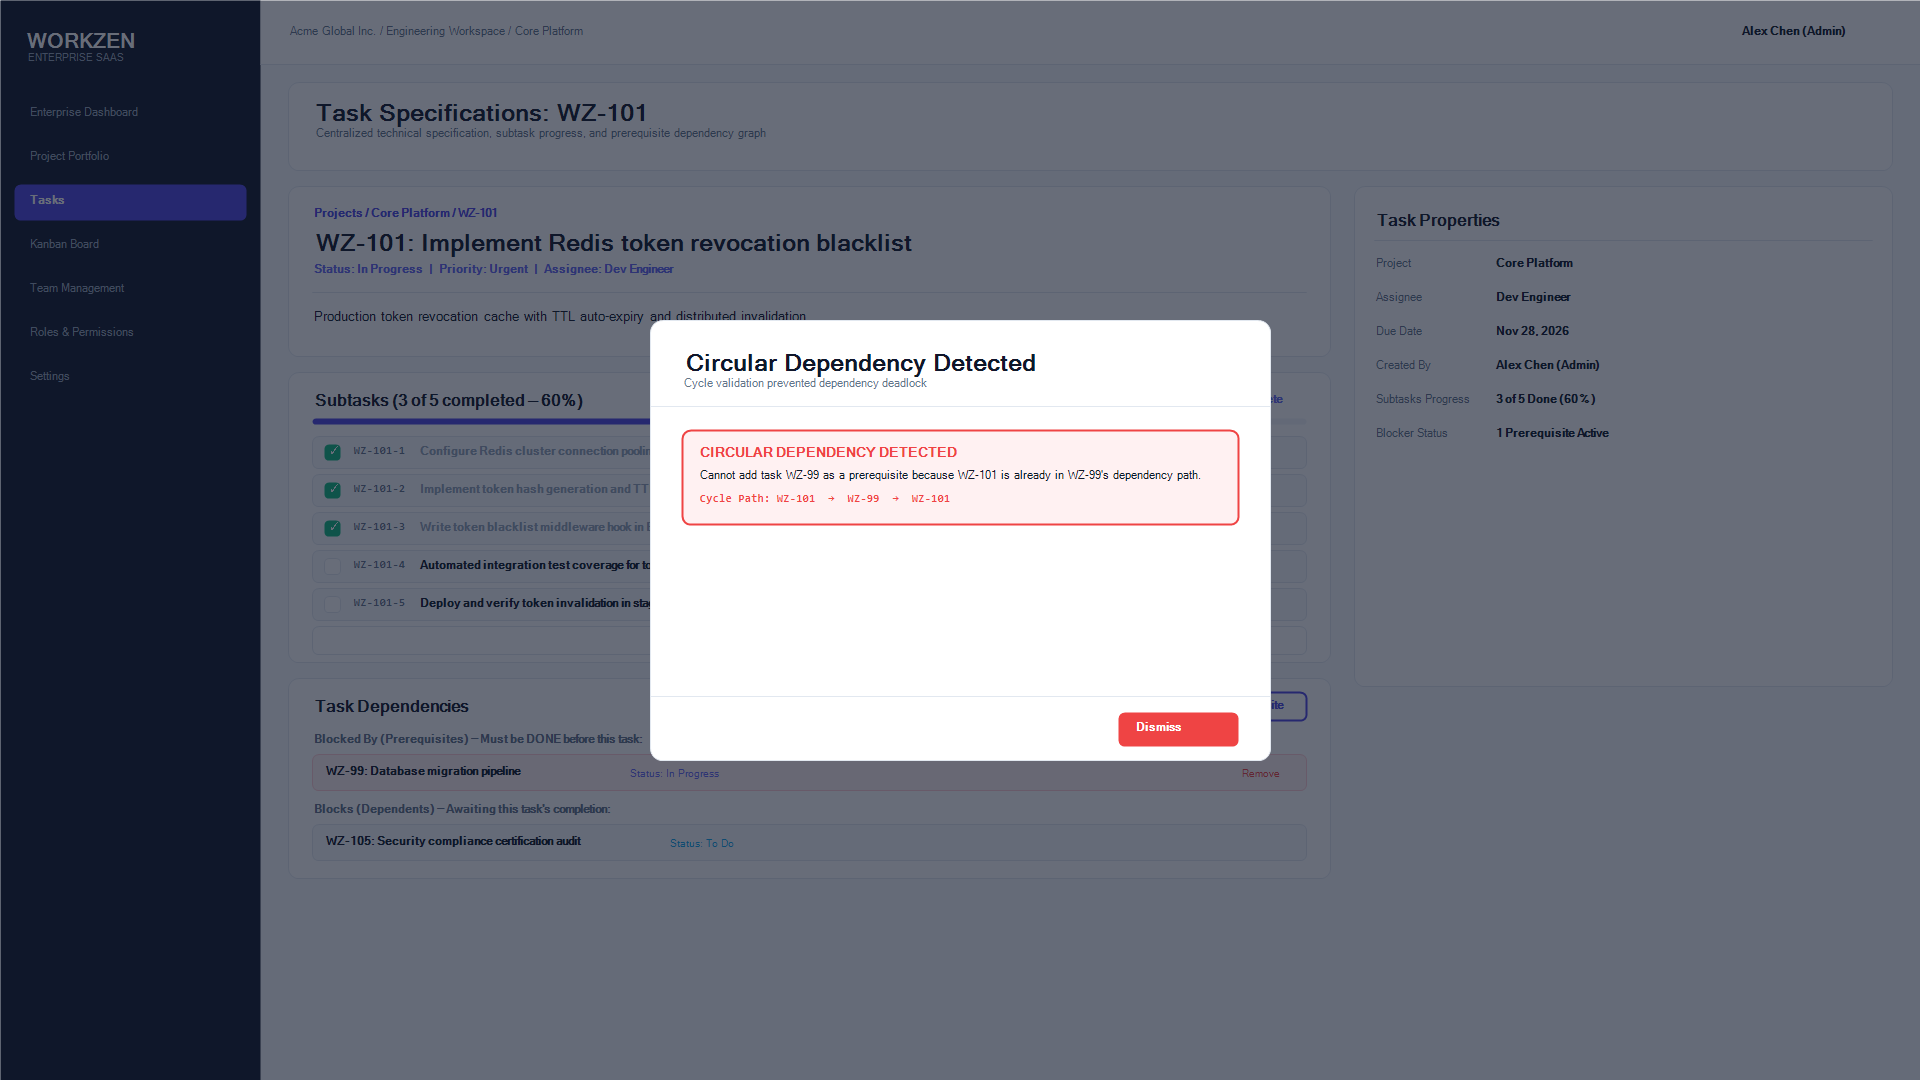 WORKZEN
ENTERPRISE SAAS
Enterprise Dashboard
Project Portfolio
Tasks
Kanban Board
Team Management
Roles & Permissions
Settings
Acme Global Inc. / Engineering Workspace / Core Platform
Alex Chen (Admin)
Task Specifications: WZ-101
Centralized technical specification, subtask progress, and prerequisite dependency graph
Projects / Core Platform / WZ-101
WZ-101: Implement Redis token revocation blacklist
Status: In Progress | Priority: Urgent | Assignee: Dev Engineer
Production token revocation cache with TTL auto-expiry and distributed invalidation
Subtasks (3 of 5 completed — 60%)
WZ-101-1 Configure Redis cluster connection
WZ-101-2 Implement token hash generation and
WZ-101-3 Write token blacklist middleware hook in
WZ-101-4 Automated integration test coverage for
WZ-101-5 Deploy and verify token invalidation in
Task Dependencies
Blocked By (Prerequisites) — Must be DONE before this task:
WZ-99: Database migration pipeline Status: In Progress Remove
Blocks (Dependents) — Awaiting this task's completion:
WZ-105: Security compliance certification audit Status: To Do
Circular Dependency Detected
Cycle validation prevented dependency deadlock
CIRCULAR DEPENDENCY DETECTED
Cannot add task WZ-99 as a prerequisite because WZ-101 is already in WZ-99's dependency path.
Cycle Path: WZ-101 → WZ-99 → WZ-101
Dismiss
Task Properties
Project Core Platform
Assignee Dev Engineer
Due Date Nov 28, 2026
Created By Alex Chen (Admin)
Subtasks Progress 3 of 5 Done (60%)
Blocker Status 1 Prerequisite Active